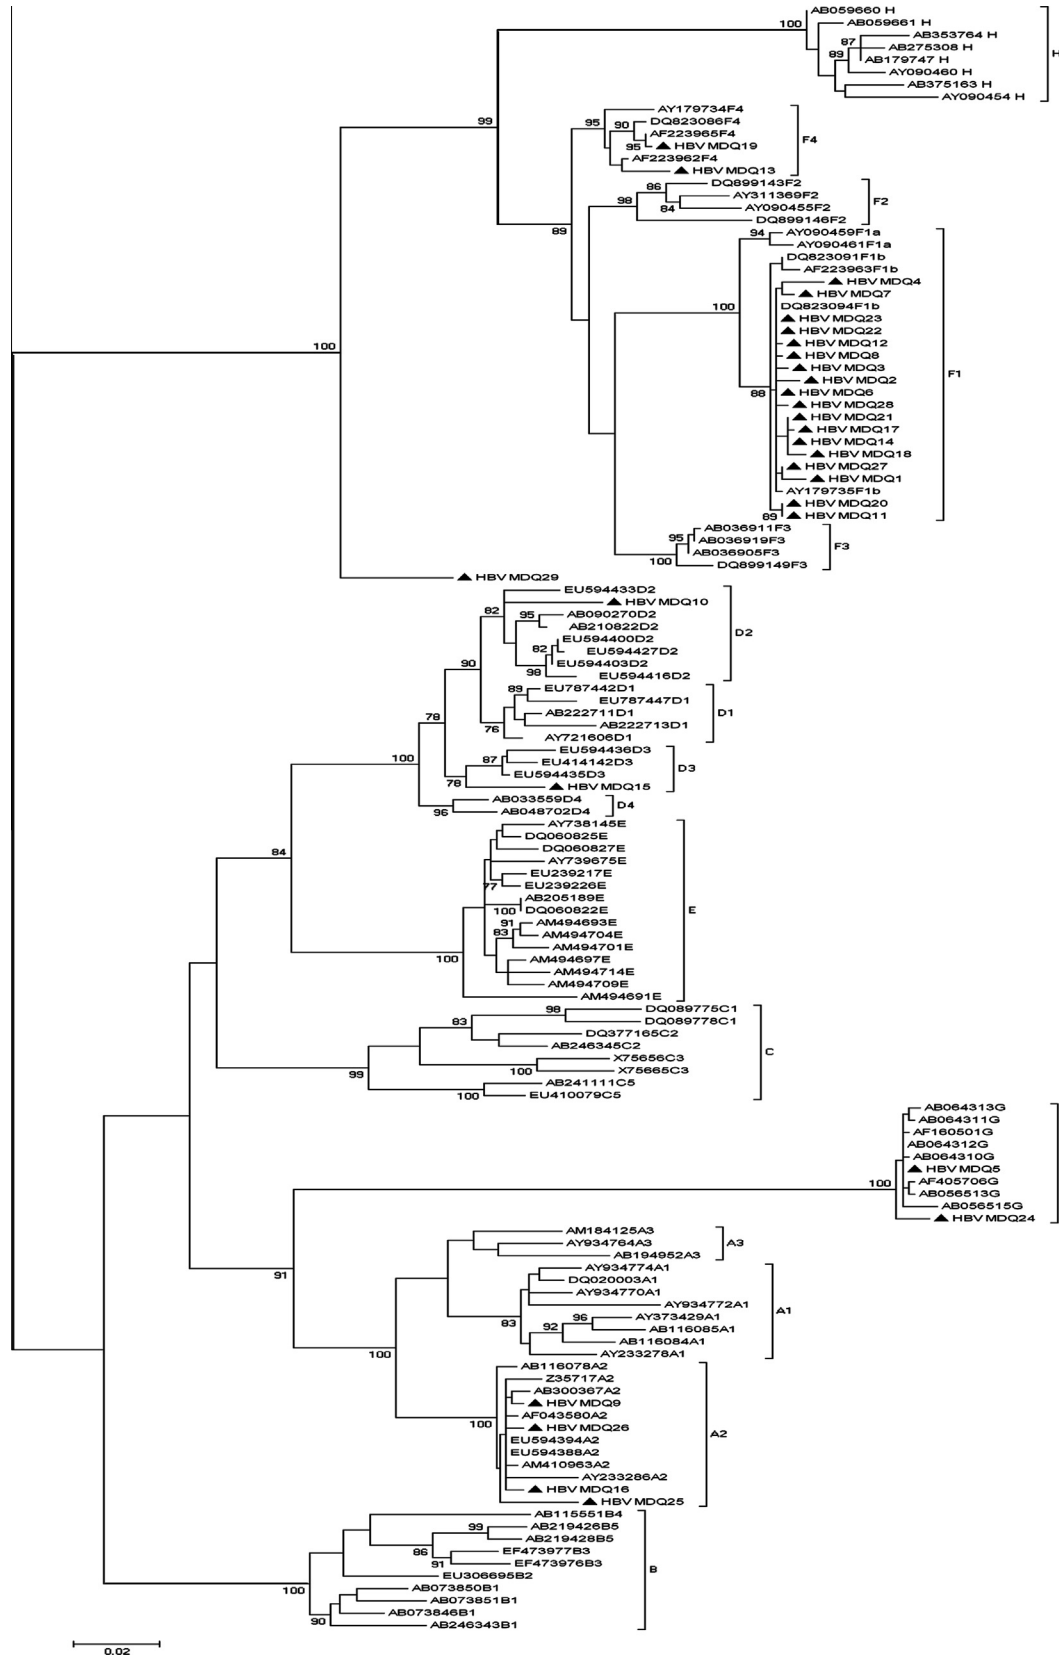 AB059660 H
100
AB059661 H
AB353764 H
87
AB275308 H
89
AB179747 H
H
AY090460 H
AB375163 H
AY090454 H
AY179734F4
99
95
DQ823086F4
90
AF223965F4
95
HBV MDQ19
F4
AF223962F4
HBV MDQ13
DQ899143F2
86
AY311369F2
98
84
AY090455F2
F2
DQ899146F2
89
AY090459F1a
94
AY090461F1a
DQ823091F1b
AF223963F1b
HBV MDQ4
HBV MDQ7
100
DQ823094F1b
HBV MDQ23
HBV MDQ22
HBV MDQ12
100
HBV MDQ8
HBV MDQ3
F1
HBV MDQ2
88
HBV MDQ6
HBV MDQ28
HBV MDQ21
HBV MDQ17
HBV MDQ14
HBV MDQ18
HBV MDQ27
HBV MDQ1
AY179735F1b
HBV MDQ20
89
HBV MDQ11
AB036911F3
95
AB036919F3
F3
AB036905F3
100
DQ899149F3
HBV MDQ29
EU594433D2
82
HBV MDQ10
95
AB090270D2
AB210822D2
D2
EU594400D2
82
EU594427D2
90
EU594403D2
98
EU594416D2
89
EU787442D1
EU787447D1
78
AB222711D1
D1
76
AB222713D1
AY721606D1
EU594436D3
100
87
EU414142D3
D3
EU594435D3
78
HBV MDQ15
AB033559D4
D4
96
AB048702D4
AY738145E
DQ060825E
84
DQ060827E
AY739675E
EU239217E
77
EU239226E
AB205189E
100
DQ060822E
E
91
AM494693E
83
AM494704E
AM494701E
100
AM494697E
AM494714E
AM494709E
AM494691E
98
DQ089775C1
83
DQ089778C1
DQ377165C2
AB246345C2
C
X75656C3
99
100
X75665C3
AB241111C5
100
EU410079C5
AB064313G
AB064311G
AF160501G
AB064312G
AB064310G
HBV MDQ5
100
AF405706G
AB056513G
AB056515G
HBV MDQ24
AM184125A3
AY934764A3
A3
AB194952A3
91
AY934774A1
DQ020003A1
AY934770A1
AY934772A1
A1
83
96
AY373429A1
92
AB116085A1
AB116084A1
100
AY233278A1
AB116078A2
Z35717A2
AB300367A2
HBV MDQ9
100
AF043580A2
HBV MDQ26
A2
EU594394A2
EU594388A2
AM410963A2
AY233286A2
HBV MDQ16
HBV MDQ25
AB115551B4
99
AB219426B5
AB219428B5
86
EF473977B3
91
EF473976B3
B
EU306695B2
100
AB073850B1
AB073851B1
AB073846B1
90
AB246343B1
0.02